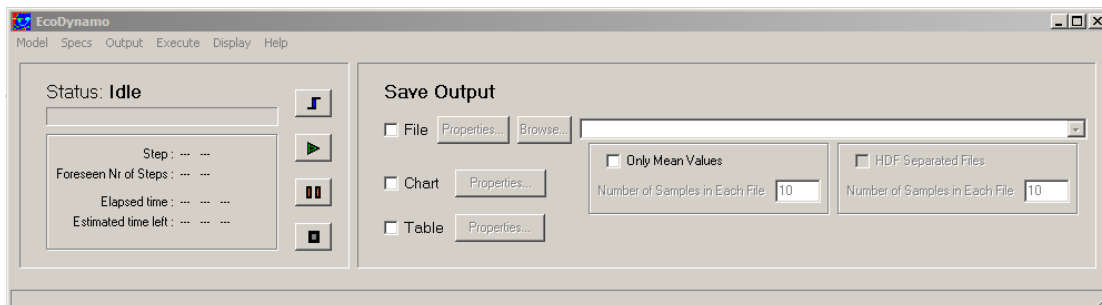 EcoDynamo
Model Specs Output Execute Display Help
Status: Idle
Step : --- ---
Foreseen Nr of Steps : --- ---
Elapsed time : --- --- ---
Estimated time left : --- --- ---
Save Output
File Properties... Browse...
Only Mean Values
Number of Samples in Each File 10
HDF Separated Files
Number of Samples in Each File 10
Chart Properties...
Table Properties...